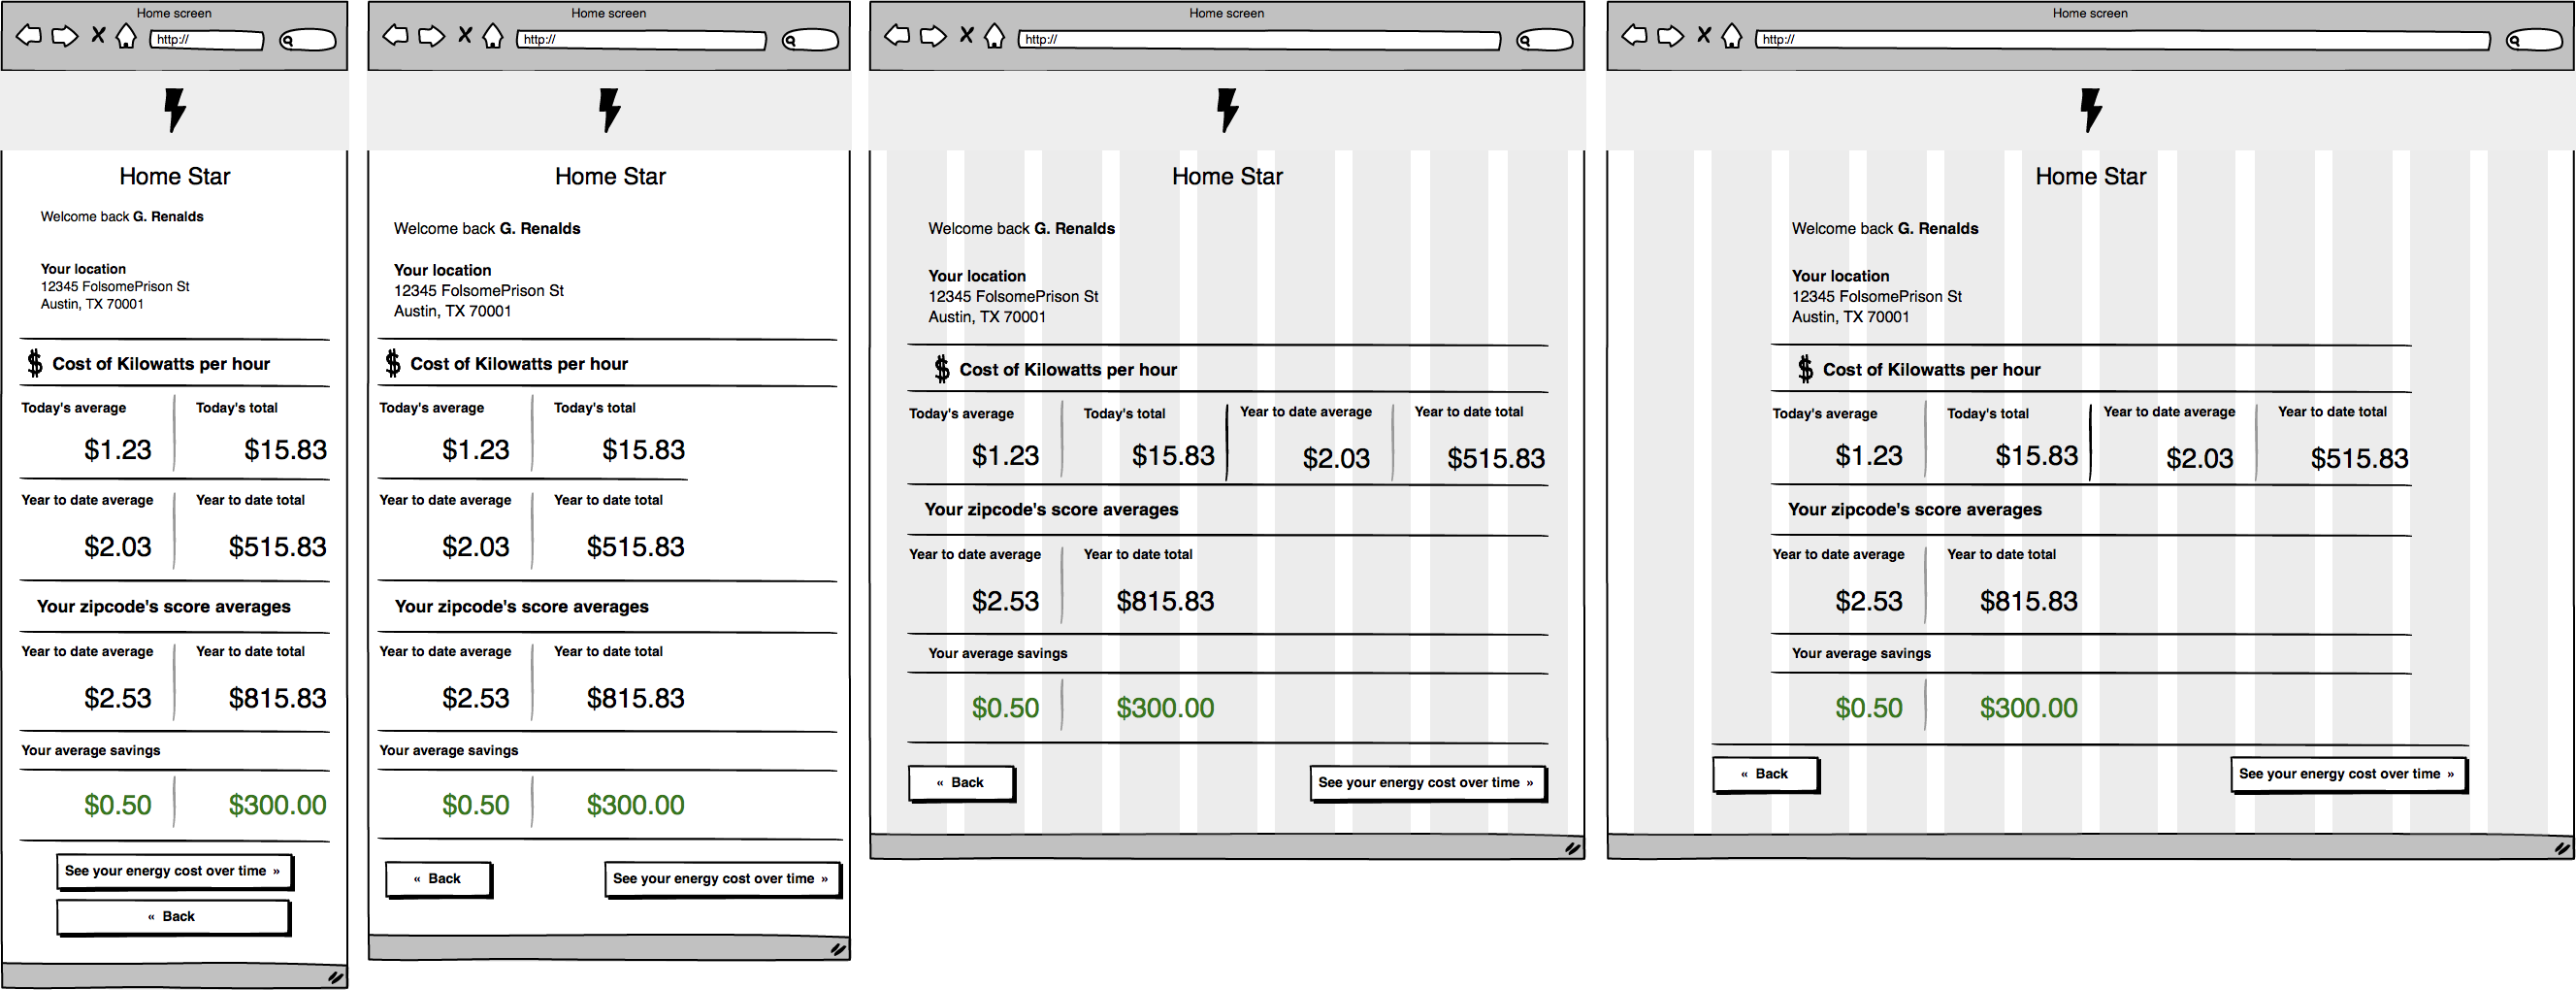 Home screen
http://
Home Star
Welcome back G. Renalds
Your location
12345 FolsomePrison St
Austin, TX 70001
$ Cost of Kilowatts per hour
Today's average Today's total
$1.23 $15.83
Year to date average Year to date total
$2.03 $515.83
Your zipcode's score averages
Year to date average Year to date total
$2.53 $815.83
Your average savings
$0.50 $300.00
See your energy cost over time »
« Back
Home screen
http://
Home Star
Welcome back G. Renalds
Your location
12345 FolsomePrison St
Austin, TX 70001
$ Cost of Kilowatts per hour
Today's average Today's total
$1.23 $15.83
Year to date average Year to date total
$2.03 $515.83
Your zipcode's score averages
Year to date average Year to date total
$2.53 $815.83
Your average savings
$0.50 $300.00
« Back See your energy cost over time »
Home screen
http://
Home Star
Welcome back G. Renalds
Your location
12345 FolsomePrison St
Austin, TX 70001
$ Cost of Kilowatts per hour
Today's average Today's total Year to date average Year to date total
$1.23 $15.83 $2.03 $515.83
Your zipcode's score averages
Year to date average Year to date total
$2.53 $815.83
Your average savings
$0.50 $300.00
« Back See your energy cost over time »
Home screen
http://
Home Star
Welcome back G. Renalds
Your location
12345 FolsomePrison St
Austin, TX 70001
$ Cost of Kilowatts per hour
Today's average Today's total Year to date average Year to date total
$1.23 $15.83 $2.03 $515.83
Your zipcode's score averages
Year to date average Year to date total
$2.53 $815.83
Your average savings
$0.50 $300.00
« Back See your energy cost over time »